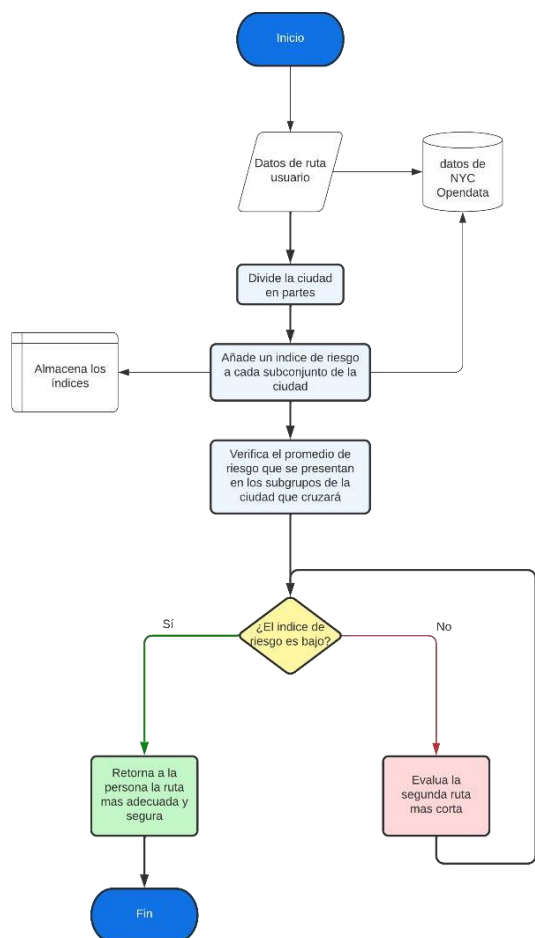 Inicio
Datos de ruta
usuario
datos de
NYC
Opendata
Divide la ciudad
en partes
Almacena los
índices
Añade un indice de riesgo
a cada subconjunto de la
ciudad
Verifica el promedio de
riesgo que se presentan
en los subgrupos de la
ciudad que cruzará
Sí
¿El indice de
riesgo es bajo?
No
Retorna a la
persona la ruta
mas adecuada y
segura
Evalua la
segunda ruta
mas corta
Fin